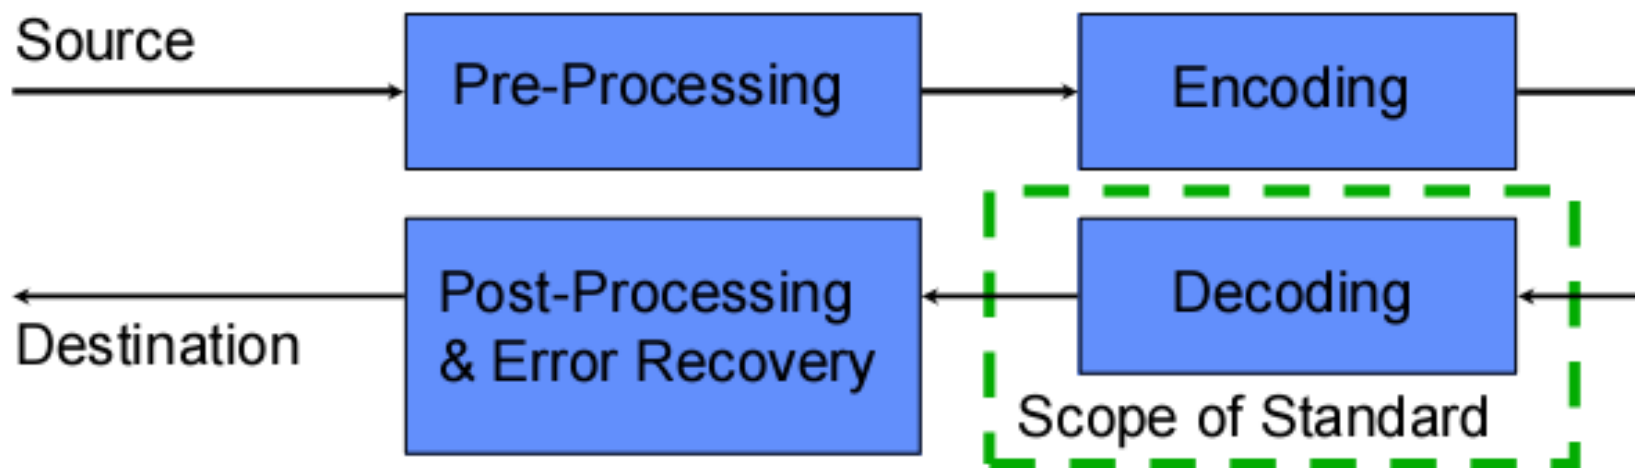 Source
Pre-Processing
Encoding
Destination
Post-Processing
& Error Recovery
Decoding
Scope of Standard